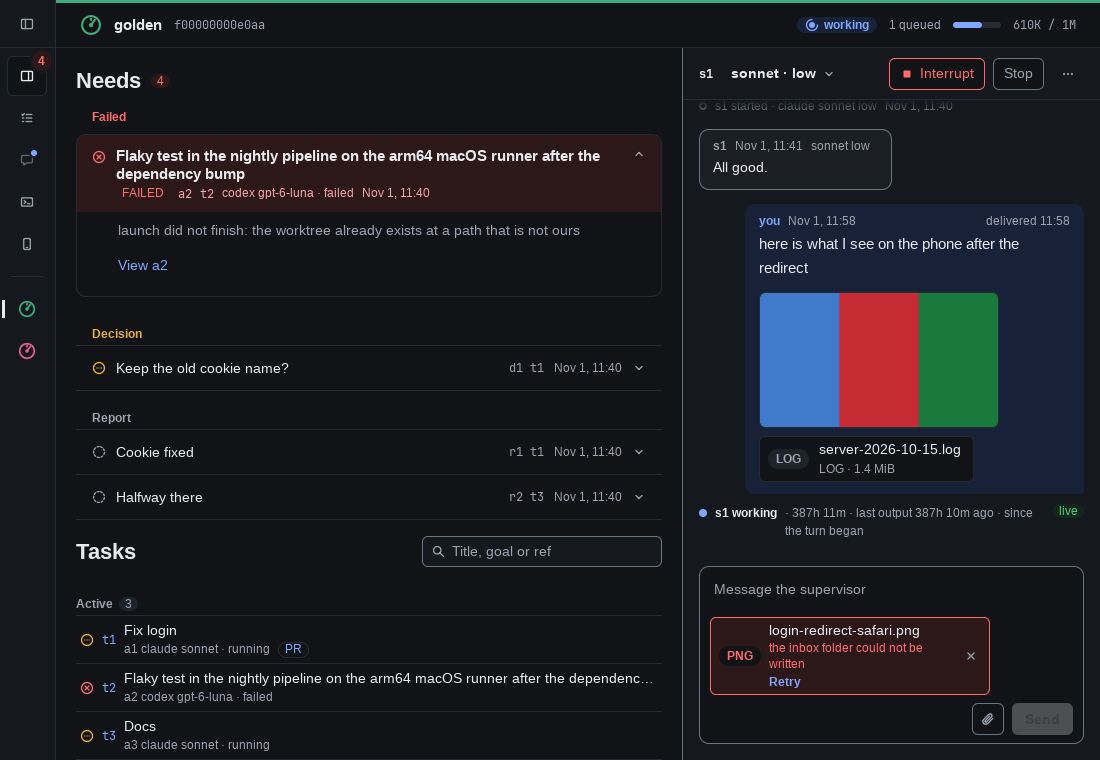 golden f00000000e0aa
working 1 queued 610K / 1M
4
Needs 4
Failed
Flaky test in the nightly pipeline on the arm64 macOS runner after the
dependency bump
FAILED a2 t2 codex gpt-6-luna · failed Nov 1, 11:40
launch did not finish: the worktree already exists at a path that is not ours
View a2
Decision
Keep the old cookie name? d1 t1 Nov 1, 11:40
Report
Cookie fixed r1 t1 Nov 1, 11:40
Halfway there r2 t3 Nov 1, 11:40
Tasks
Title, goal or ref
Active 3
t1 Fix login
a1 claude sonnet · running PR
t2 Flaky test in the nightly pipeline on the arm64 macOS runner after the dependenc…
a2 codex gpt-6-luna · failed
t3 Docs
a3 claude sonnet · running
s1 sonnet · low Interrupt Stop
s1 started · claude sonnet low Nov 1, 11:40
s1 Nov 1, 11:41 sonnet low
All good.
you Nov 1, 11:58 delivered 11:58
here is what I see on the phone after the
redirect
LOG server-2026-10-15.log
LOG · 1.4 MiB
s1 working · 387h 11m · last output 387h 10m ago · since
the turn began
live
Message the supervisor
PNG login-redirect-safari.png
the inbox folder could not be
written
Retry
Send